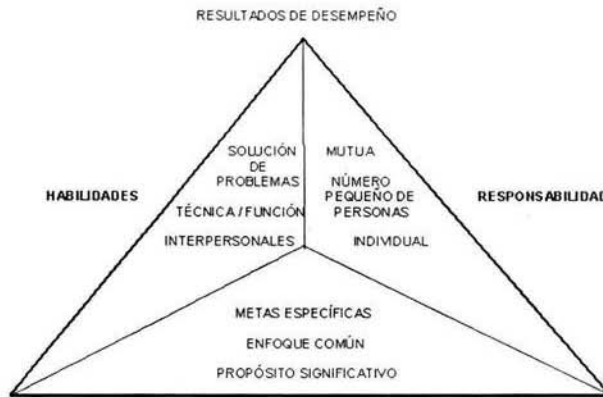 RESULTADOS DE DESEMPEÑO
SOLUCIÓN
DE
PROBLEMAS
TÉCNICA / FUNCIÓN
INTERPERSONALES
MUTUA
NÚMERO
PEQUEÑO DE
PERSONAS
INDIVIDUAL
HABILIDADES
RESPONSABILIDAD
METAS ESPECÍFICAS
ENFOQUE COMÚN
PROPÓSITO SIGNIFICATIVO